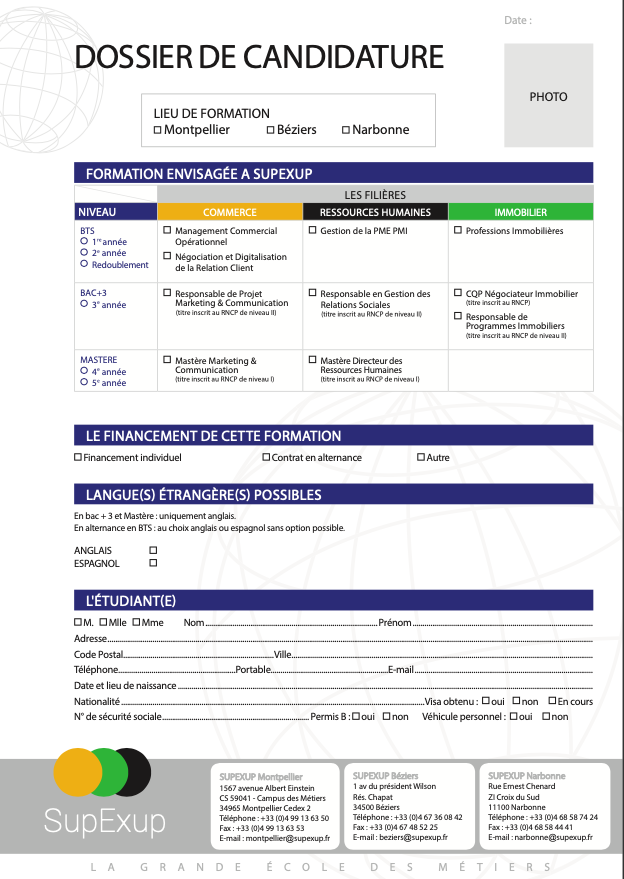 Date :
DOSSIER DE CANDIDATURE
PHOTO
LIEU DE FORMATION
Montpellier Béziers Narbonne
FORMATION ENVISAGÉE A SUPEXUP
LES FILIÈRES
NIVEAU COMMERCE RESSOURCES HUMAINES IMMOBILIER
BTS
1re année
2e année
Redoublement
Management Commercial
Opérationnel
Négociation et Digitalisation
de la Relation Client
Gestion de la PME PMI
Professions Immobilières
BAC+3
3e année
Responsable de Projet
Marketing & Communication
(titre inscrit au RNCP de niveau II)
Responsable en Gestion des
Relations Sociales
(titre inscrit au RNCP de niveau II)
CQP Négociateur Immobilier
(titre inscrit au RNCP)
Responsable de
Programmes Immobiliers
(titre inscrit au RNCP de niveau II)
MASTERE
4e année
5e année
Mastère Marketing &
Communication
(titre inscrit au RNCP de niveau I)
Mastère Directeur des
Ressources Humaines
(titre inscrit au RNCP de niveau I)
LE FINANCEMENT DE CETTE FORMATION
Financement individuel Contrat en alternance Autre
LANGUE(S) ÉTRANGÈRE(S) POSSIBLES
En bac + 3 et Mastère : uniquement anglais.
En alternance en BTS : au choix anglais ou espagnol sans option possible.
ANGLAIS
ESPAGNOL
L'ÉTUDIANT(E)
M. Mlle Mme Nom Prénom
Adresse
Code Postal Ville
Téléphone Portable E-mail
Date et lieu de naissance
Nationalité Visa obtenu : oui non En cours
N° de sécurité sociale Permis B : oui non Véhicule personnel : oui non
SupExup
SUPEXUP Montpellier
1567 avenue Albert Einstein
CS 59041 - Campus des Métiers
34965 Montpellier Cedex 2
Téléphone : +33 (0)4 99 13 63 50
Fax : +33 (0)4 99 13 63 53
E-mail : montpellier@supexup.fr
SUPEXUP Béziers
1 av du président Wilson
Rés. Chapat
34500 Béziers
Téléphone : +33 (0)4 67 36 08 42
Fax : +33 (0)4 67 48 52 25
E-mail : beziers@supexup.fr
SUPEXUP Narbonne
Rue Ernest Chenard
ZI Croix du Sud
11100 Narbonne
Téléphone : +33 (0)4 68 58 74 24
Fax : +33 (0)4 68 58 44 41
E-mail : narbonne@supexup.fr
LA GRANDE ÉCOLE DES MÉTIERS